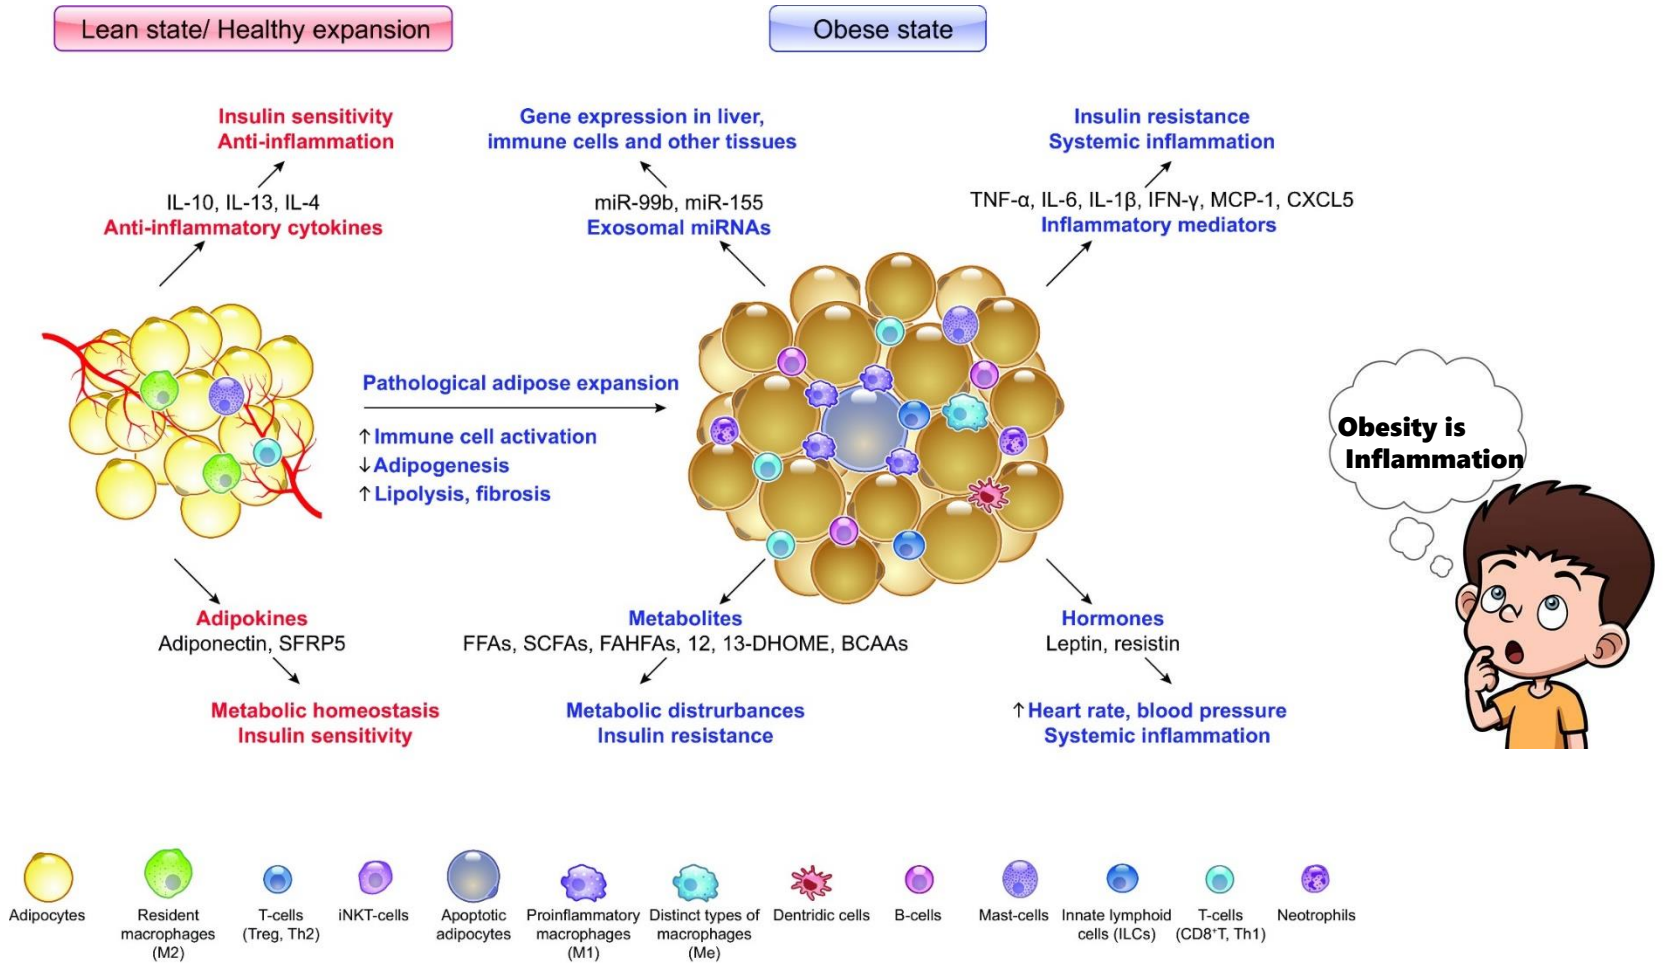 Lean state/ Healthy expansion
Obese state
Insulin sensitivity
Anti-inflammation
IL-10, IL-13, IL-4
Anti-inflammatory cytokines
Gene expression in liver,
immune cells and other tissues
miR-99b, miR-155
Exosomal miRNAs
Insulin resistance
Systemic inflammation
TNF-α, IL-6, IL-1β, IFN-γ, MCP-1, CXCL5
Inflammatory mediators
Pathological adipose expansion
↑Immune cell activation
↓Adipogenesis
↑Lipolysis, fibrosis
Obesity is
Inflammation
Adipokines
Adiponectin, SFRP5
Metabolic homeostasis
Insulin sensitivity
Metabolites
FFAs, SCFAs, FAHFAs, 12, 13-DHOME, BCAAs
Metabolic distrurbances
Insulin resistance
Hormones
Leptin, resistin
↑Heart rate, blood pressure
Systemic inflammation
Adipocytes
Resident
macrophages
(M2)
T-cells
(Treg, Th2)
iNKT-cells
Apoptotic
adipocytes
Proinflammatory
macrophages
(M1)
Distinct types of
macrophages
(Me)
Dentridic cells
B-cells
Mast-cells
Innate lymphoid
cells (ILCs)
T-cells
(CD8⁺T, Th1)
Neotrophils